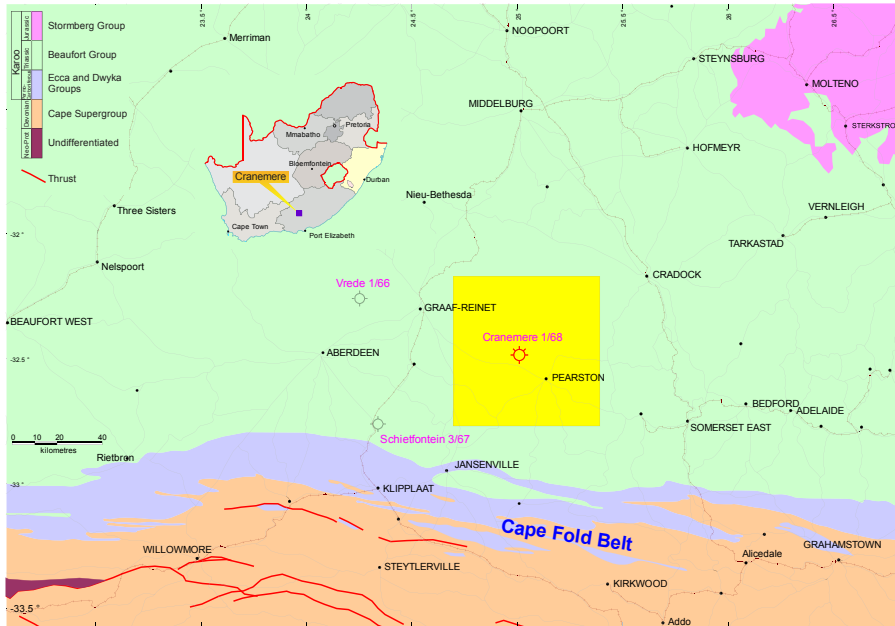 23.5
24
24.5
25
25.5
26
26.5
Karoo
Jurassic
Triassic
Devonian
Neo-Prot
Stormberg Group
Beaufort Group
Ecca and Dwyka
Groups
Cape Supergroup
Undifferentiated
Thrust
Merriman
NOOPOORT
STEYNSBURG
MOLTENO
MIDDELBURG
STERKSTRO
HOFMEYR
Mmabatho
Pretoria
Bloemfontein
Durban
Cranemere
Cape Town
Port Elizabeth
Nieu-Bethesda
Three Sisters
VERNLEIGH
-32 °
TARKASTAD
Nelspoort
CRADOCK
Vrede 1/66
GRAAF-REINET
BEAUFORT WEST
Cranemere 1/68
-32.5 °
ABERDEEN
PEARSTON
BEDFORD
ADELAIDE
SOMERSET EAST
0 10 20 40
kilometres
Schietfontein 3/67
Rietbron
JANSENVILLE
-33 °
KLIPPLAAT
Cape Fold Belt
WILLOWMORE
GRAHAMSTOWN
Alicedale
STEYTLERVILLE
KIRKWOOD
-33.5 °
Addo